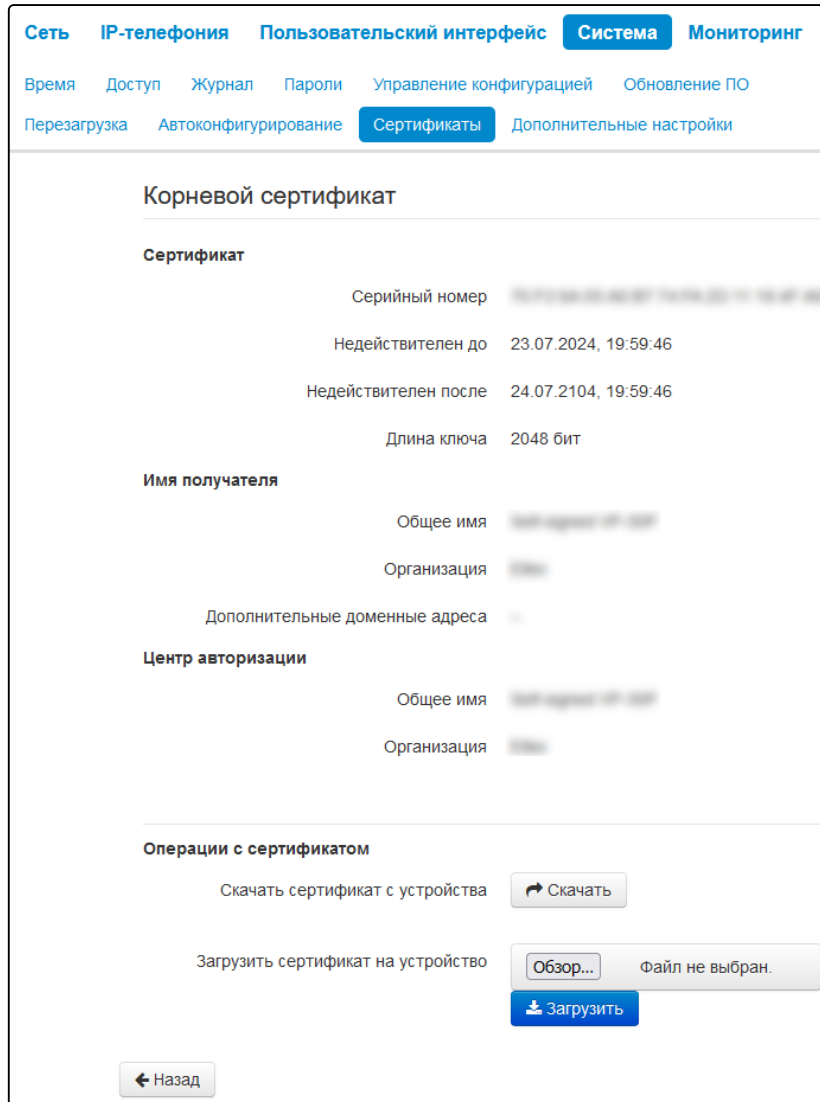 Сеть IP-телефония Пользовательский интерфейс Система Мониторинг
Время Доступ Журнал Пароли Управление конфигурацией Обновление ПО
Перезагрузка Автоконфигурирование Сертификаты Дополнительные настройки
Корневой сертификат
Сертификат
Серийный номер
Недействителен до 23.07.2024, 19:59:46
Недействителен после 24.07.2104, 19:59:46
Длина ключа 2048 бит
Имя получателя
Общее имя
Организация
Дополнительные доменные адреса
Центр авторизации
Общее имя
Организация
Операции с сертификатом
Скачать сертификат с устройства Скачать
Загрузить сертификат на устройство Обзор... Файл не выбран.
Загрузить
Назад